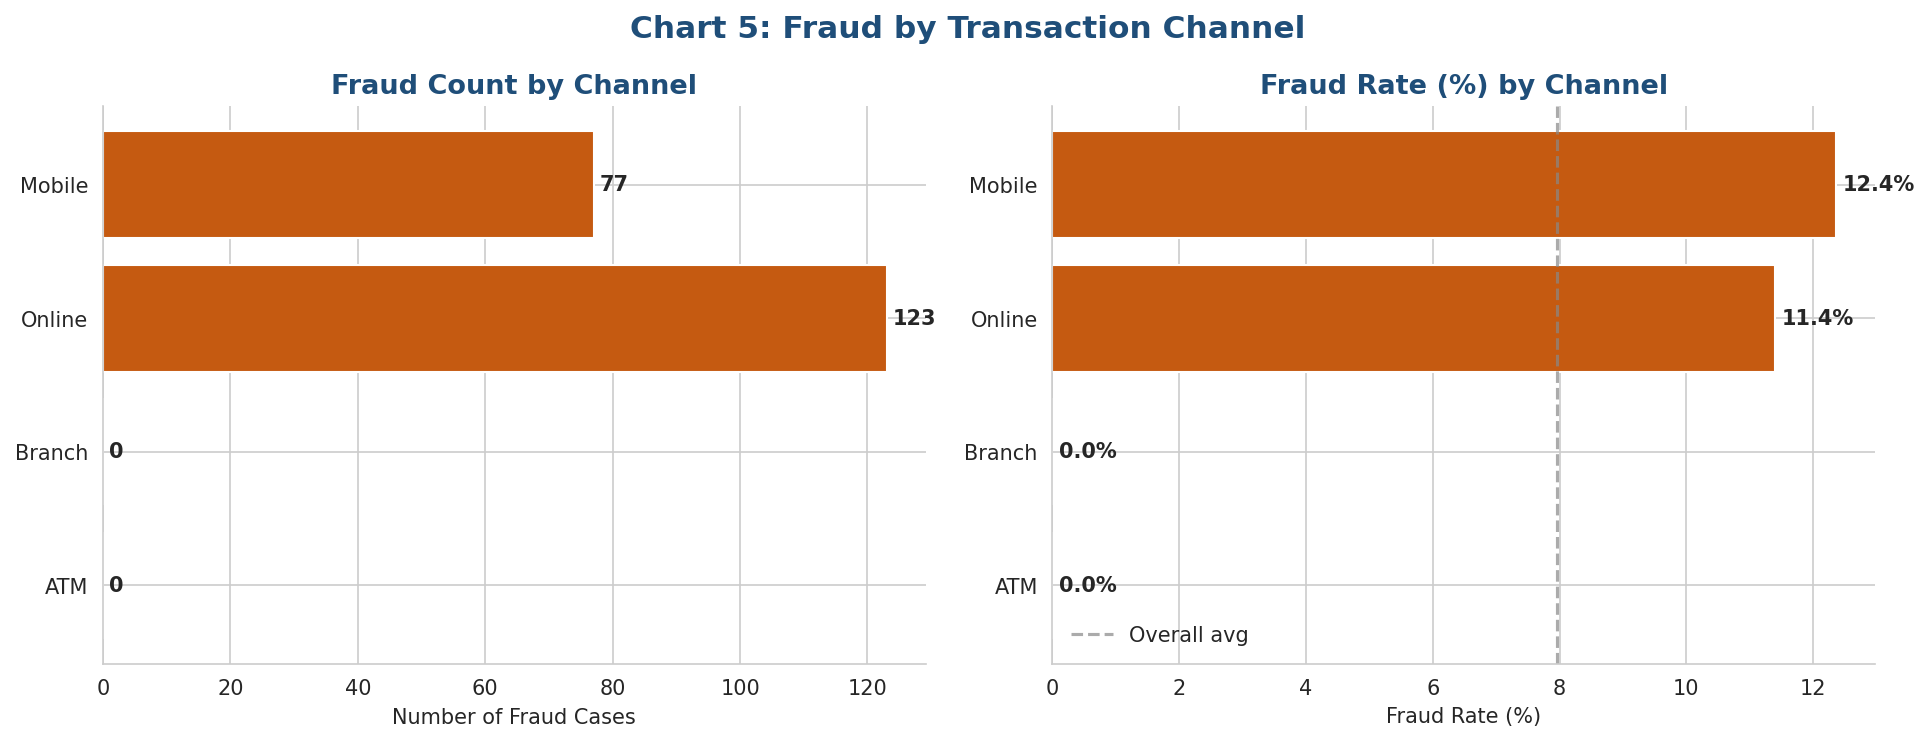 Chart 5: Fraud by Transaction Channel
Fraud Count by Channel
Mobile
77
Online
123
Branch
0
ATM
0
0 20 40 60 80 100 120
Number of Fraud Cases
Fraud Rate (%) by Channel
Mobile
12.4%
Online
11.4%
Branch
0.0%
ATM
0.0%
Overall avg
0 2 4 6 8 10 12
Fraud Rate (%)